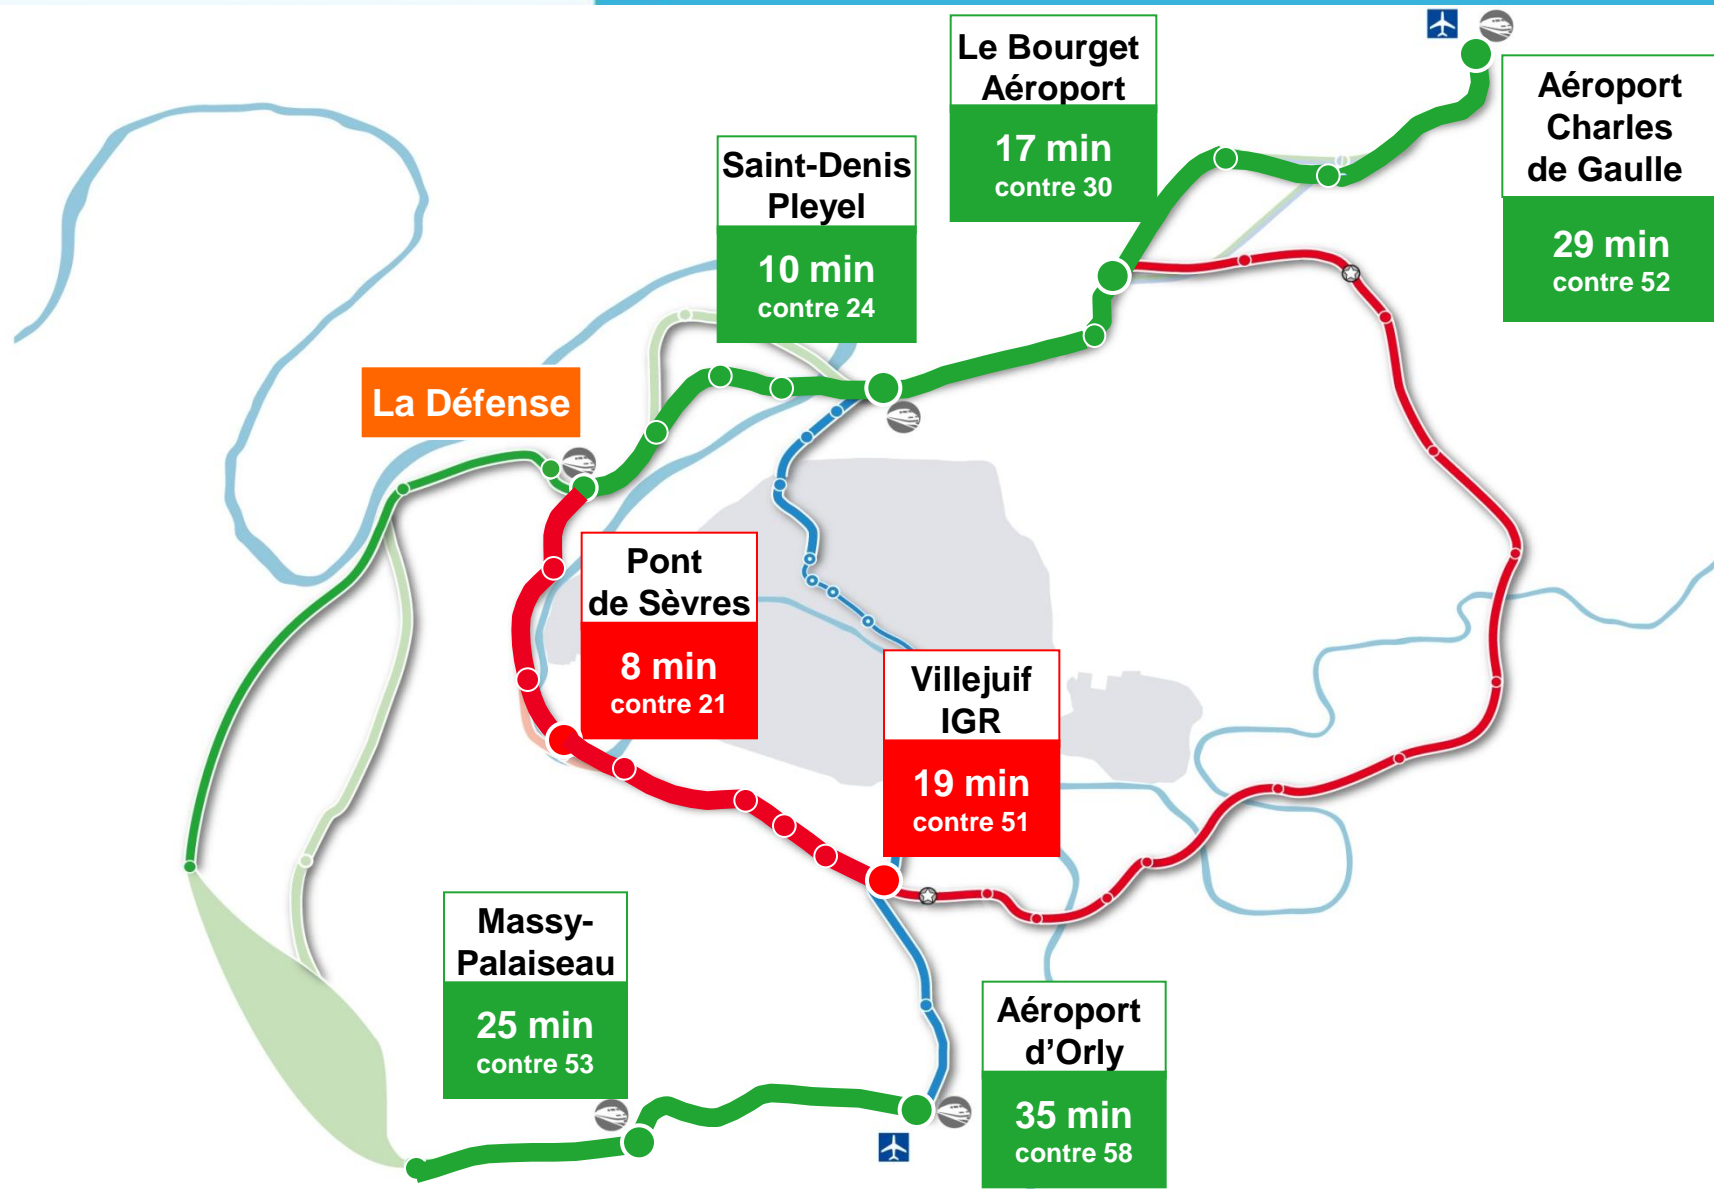 Le Bourget
Aéroport
17 min
contre 30
Aéroport
Charles
de Gaulle
29 min
contre 52
Saint-Denis
Pleyel
10 min
contre 24
La Défense
Pont
de Sèvres
8 min
contre 21
Villejuif
IGR
19 min
contre 51
Massy-
Palaiseau
25 min
contre 53
Aéroport
d’Orly
35 min
contre 58